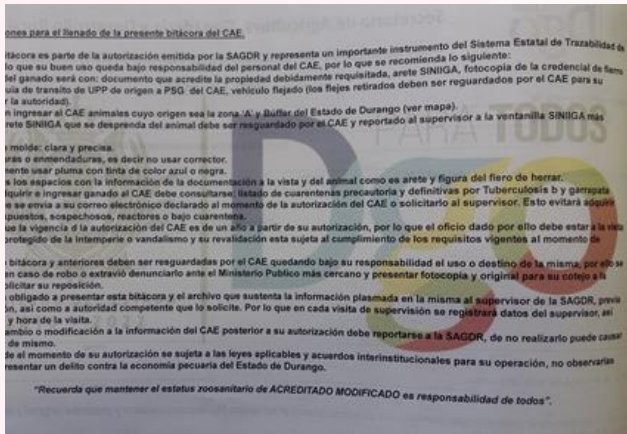 ones para el llenado de la presente bitácora del CAE.
itácora es parte de la autorización emitida por la SAGDR y representa un importante instrumento del Sistema Estatal de Trazabilidad de
lo que su buen uso queda bajo responsabilidad del personal del CAE, por lo que se recomienda lo siguiente:
del ganado será con: documento que acredite la propiedad debidamente requisitada, arete SINIIGA, fotocopia de la credencial de fierro
uia de transito de UPP de origen a PSG del CAE, vehículo flejado (los flejes retirados deben ser reguardados por el CAE para su
r la autoridad).
n ingresar al CAE animales cuyo origen sea la zona 'A' y Búffer del Estado de Durango (ver mapa).
arete SINIIGA que se desprenda del animal debe ser resguardado por el CAE y reportado al supervisor a la ventanilla SINIIGA más
PARA TODOS
molde: clara y precisa.
ras o enmendaduras, es decir no usar corrector.
mente usar pluma con tinta de color azul o negra.
s los espacios con la información de la documentación a la vista y del animal como es arete y figura del fiero de herrar.
dquirir e ingresar ganado al CAE debe consultarse: listado de cuarentenas precautoria y definitivas por Tuberculosis b y garrapata
e se envía a su correo electrónico declarado al momento de la autorización del CAE o solicitarlo al supervisor. Esto evitará adquirir
puestos, sospechosos, reactores o bajo cuarentena.
ue la vigencia d la autorización del CAE es de un año a partir de su autorización, por lo que el oficio dado por ello debe estar a la vista
protegido de la intemperie o vandalismo y su revalidación esta sujeta al cumplimiento de los requisitos vigentes al momento de
bitácora y anteriores deben ser resguardadas por el CAE quedando bajo su responsabilidad el uso o destino de la misma, por ello se
en caso de robo o extravió denunciarlo ante el Ministerio Publico más cercano y presentar fotocopia y original para su cotejo a la
olicitar su reposición.
obligado a presentar esta bitácora y el archivo que sustenta la información plasmada en la misma al supervisor de la SAGDR, previa
ón, así como a autoridad competente que lo solicite. Por lo que en cada visita de supervisión se registrará datos del supervisor, así
y hora de la visita.
ambio o modificación a la información del CAE posterior a su autorización debe reportarse a la SAGDR, de no realizarlo puede causar
de mismo.
de el momento de su autorización se sujeta a las leyes aplicables y acuerdos interinstitucionales para su operación, no observarlas
resentar un delito contra la economía pecuaria del Estado de Durango.
"Recuerda que mantener el estatus zoosanitario de ACREDITADO MODIFICADO es responsabilidad de todos".